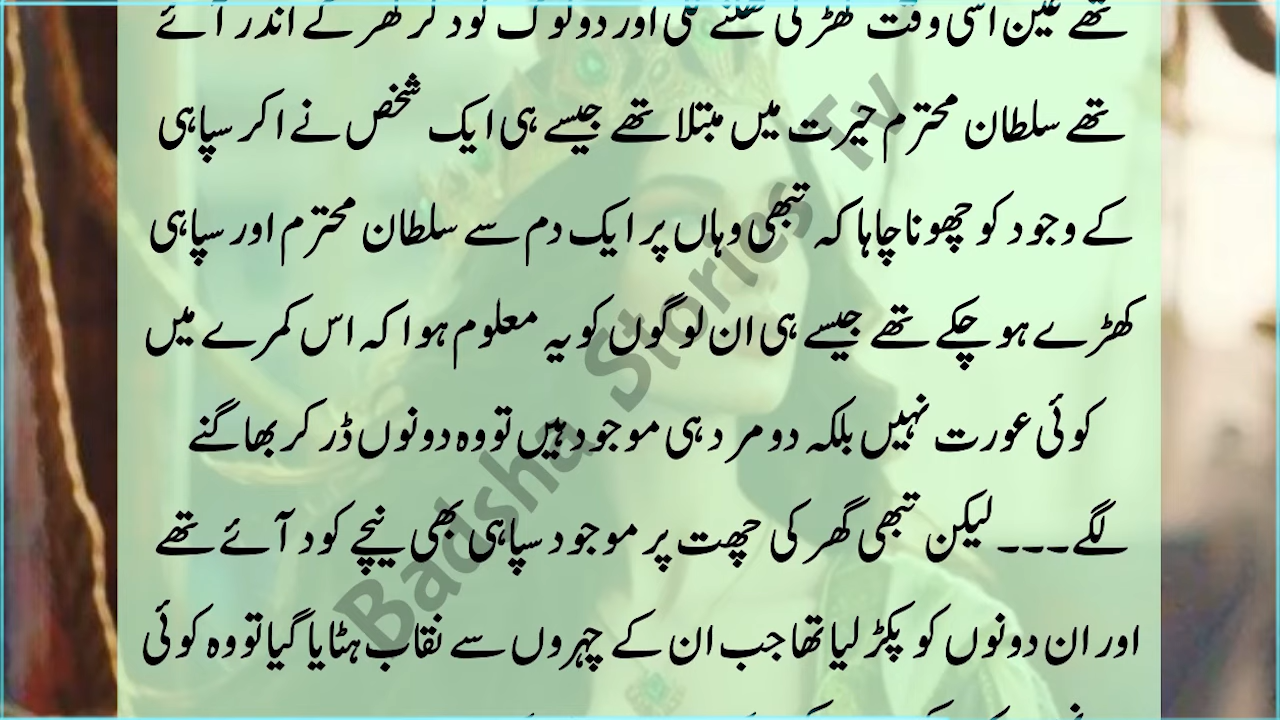 تھے عین اسی وقت کھڑکی کھلنے لگی اور دو لوگ کود کر گھر کے اندر آئے
تھے سلطان محترم حیرت میں مبتلا تھے جیسے ہی ایک شخص نے اکر سپاہی
کے وجود کو چھونا چاہا کہ تبھی وہاں پر ایک دم سے سلطان محترم اور سپاہی
کھڑے ہو چکے تھے جیسے ہی ان لوگوں کو یہ معلوم ہوا کہ اس کمرے میں
کوئی عورت نہیں بلکہ دو مرد ہی موجود ہیں تو وہ دونوں ڈر کر بھاگنے
لگے۔۔۔ لیکن تبھی گھر کی چھت پر موجود سپاہی بھی نیچے کود آئے تھے
اور ان دونوں کو پکڑ لیا تھا جب ان کے چہروں سے نقاب ہٹایا گیا تو وہ کوئی
Badsha Stories Tv